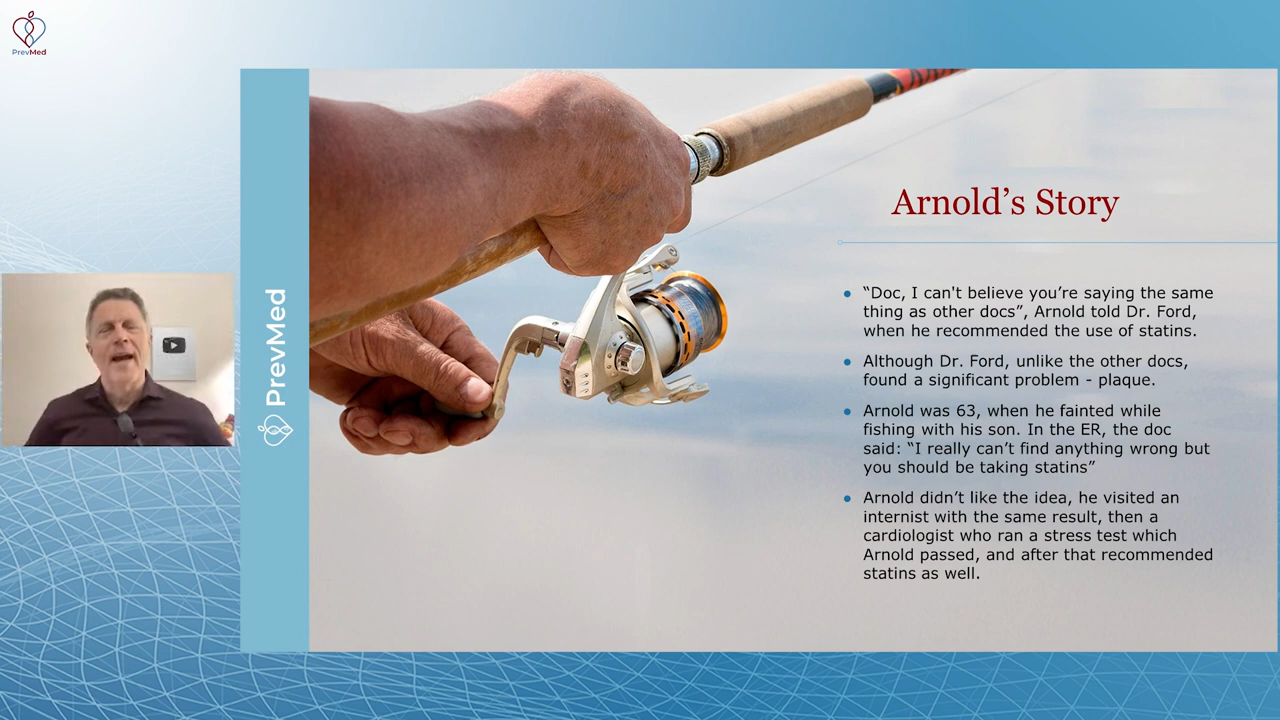 PrevMed
PrevMed
Arnold’s Story
“Doc, I can't believe you’re saying the same
thing as other docs”, Arnold told Dr. Ford,
when he recommended the use of statins.
Although Dr. Ford, unlike the other docs,
found a significant problem - plaque.
Arnold was 63, when he fainted while
fishing with his son. In the ER, the doc
said: “I really can’t find anything wrong but
you should be taking statins”
Arnold didn’t like the idea, he visited an
internist with the same result, then a
cardiologist who ran a stress test which
Arnold passed, and after that recommended
statins as well.